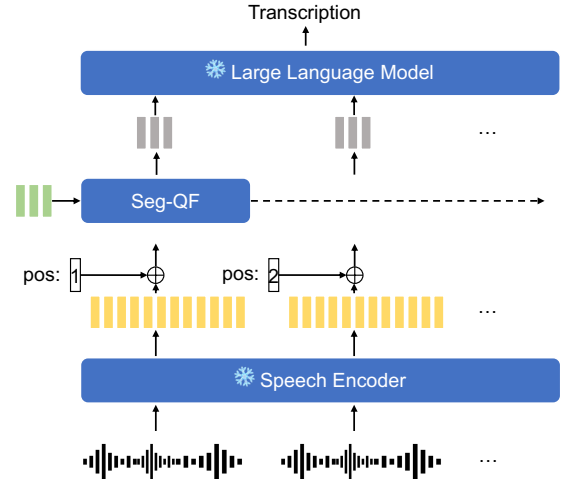 Transcription
Large Language Model
...
Seg-QF
pos: 1
pos: 2
...
Speech Encoder
...